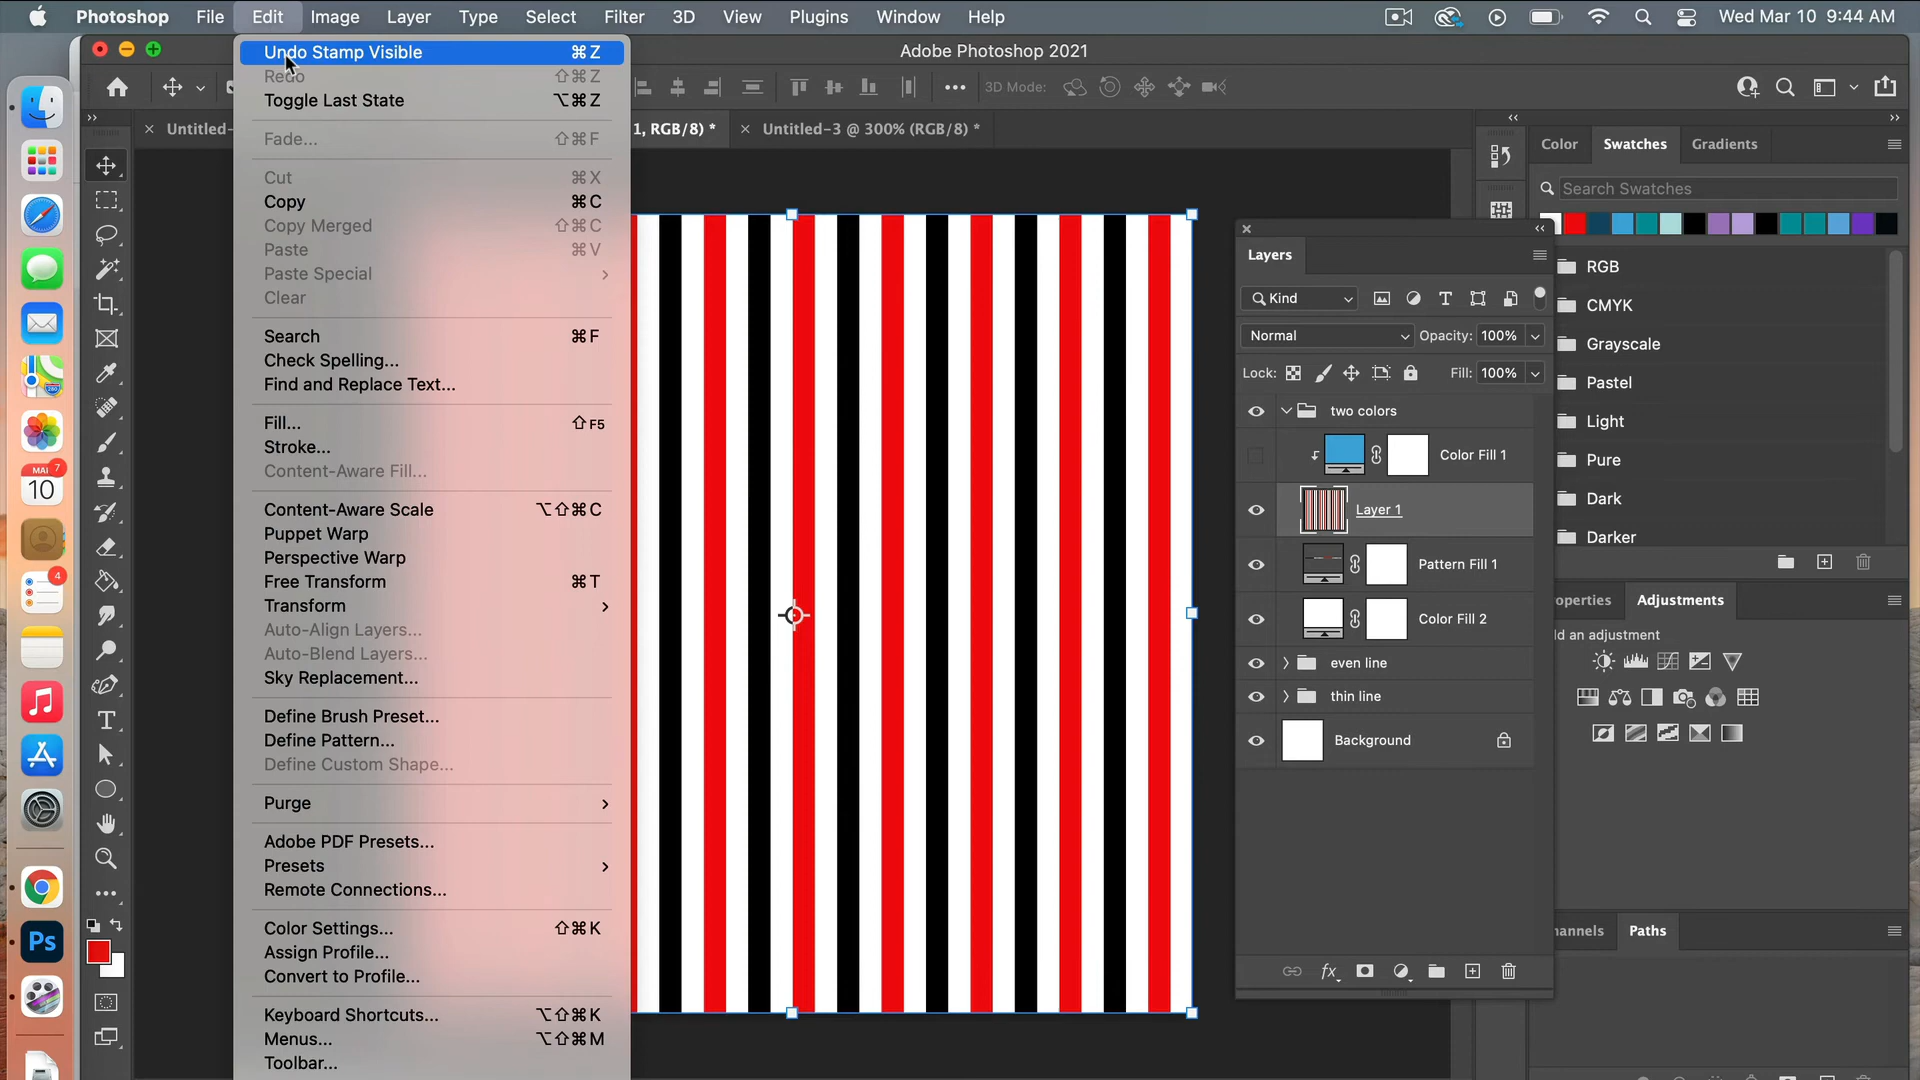 Photoshop File Edit Image Layer Type Select Filter 3D View Plugins Window Help Wed Mar 10 9:44 AM
Adobe Photoshop 2021
3D Mode:
Untitled- 1, RGB/8) * Untitled-3 @ 300% (RGB/8) *
Undo Stamp Visible ⌘Z
Redo ⇧⌘Z
Toggle Last State ⌥⌘Z
Fade... ⇧⌘F
Cut ⌘X
Copy ⌘C
Copy Merged ⇧⌘C
Paste ⌘V
Paste Special
Clear
Search ⌘F
Check Spelling...
Find and Replace Text...
Fill... ⇧F5
Stroke...
Content-Aware Fill...
Content-Aware Scale ⌥⇧⌘C
Puppet Warp
Perspective Warp
Free Transform ⌘T
Transform
Auto-Align Layers...
Auto-Blend Layers...
Sky Replacement...
Define Brush Preset...
Define Pattern...
Define Custom Shape...
Purge
Adobe PDF Presets...
Presets
Remote Connections...
Color Settings... ⇧⌘K
Assign Profile...
Convert to Profile...
Keyboard Shortcuts... ⌥⇧⌘K
Menus... ⌥⇧⌘M
Toolbar...
7
10
4
Ps
Layers
Kind
Normal Opacity: 100%
Lock: Fill: 100%
two colors
Color Fill 1
Layer 1
Pattern Fill 1
Color Fill 2
even line
thin line
Background
fx
Color Swatches Gradients
Search Swatches
RGB
CMYK
Grayscale
Pastel
Light
Pure
Dark
Darker
operties Adjustments
ld an adjustment
hannels Paths